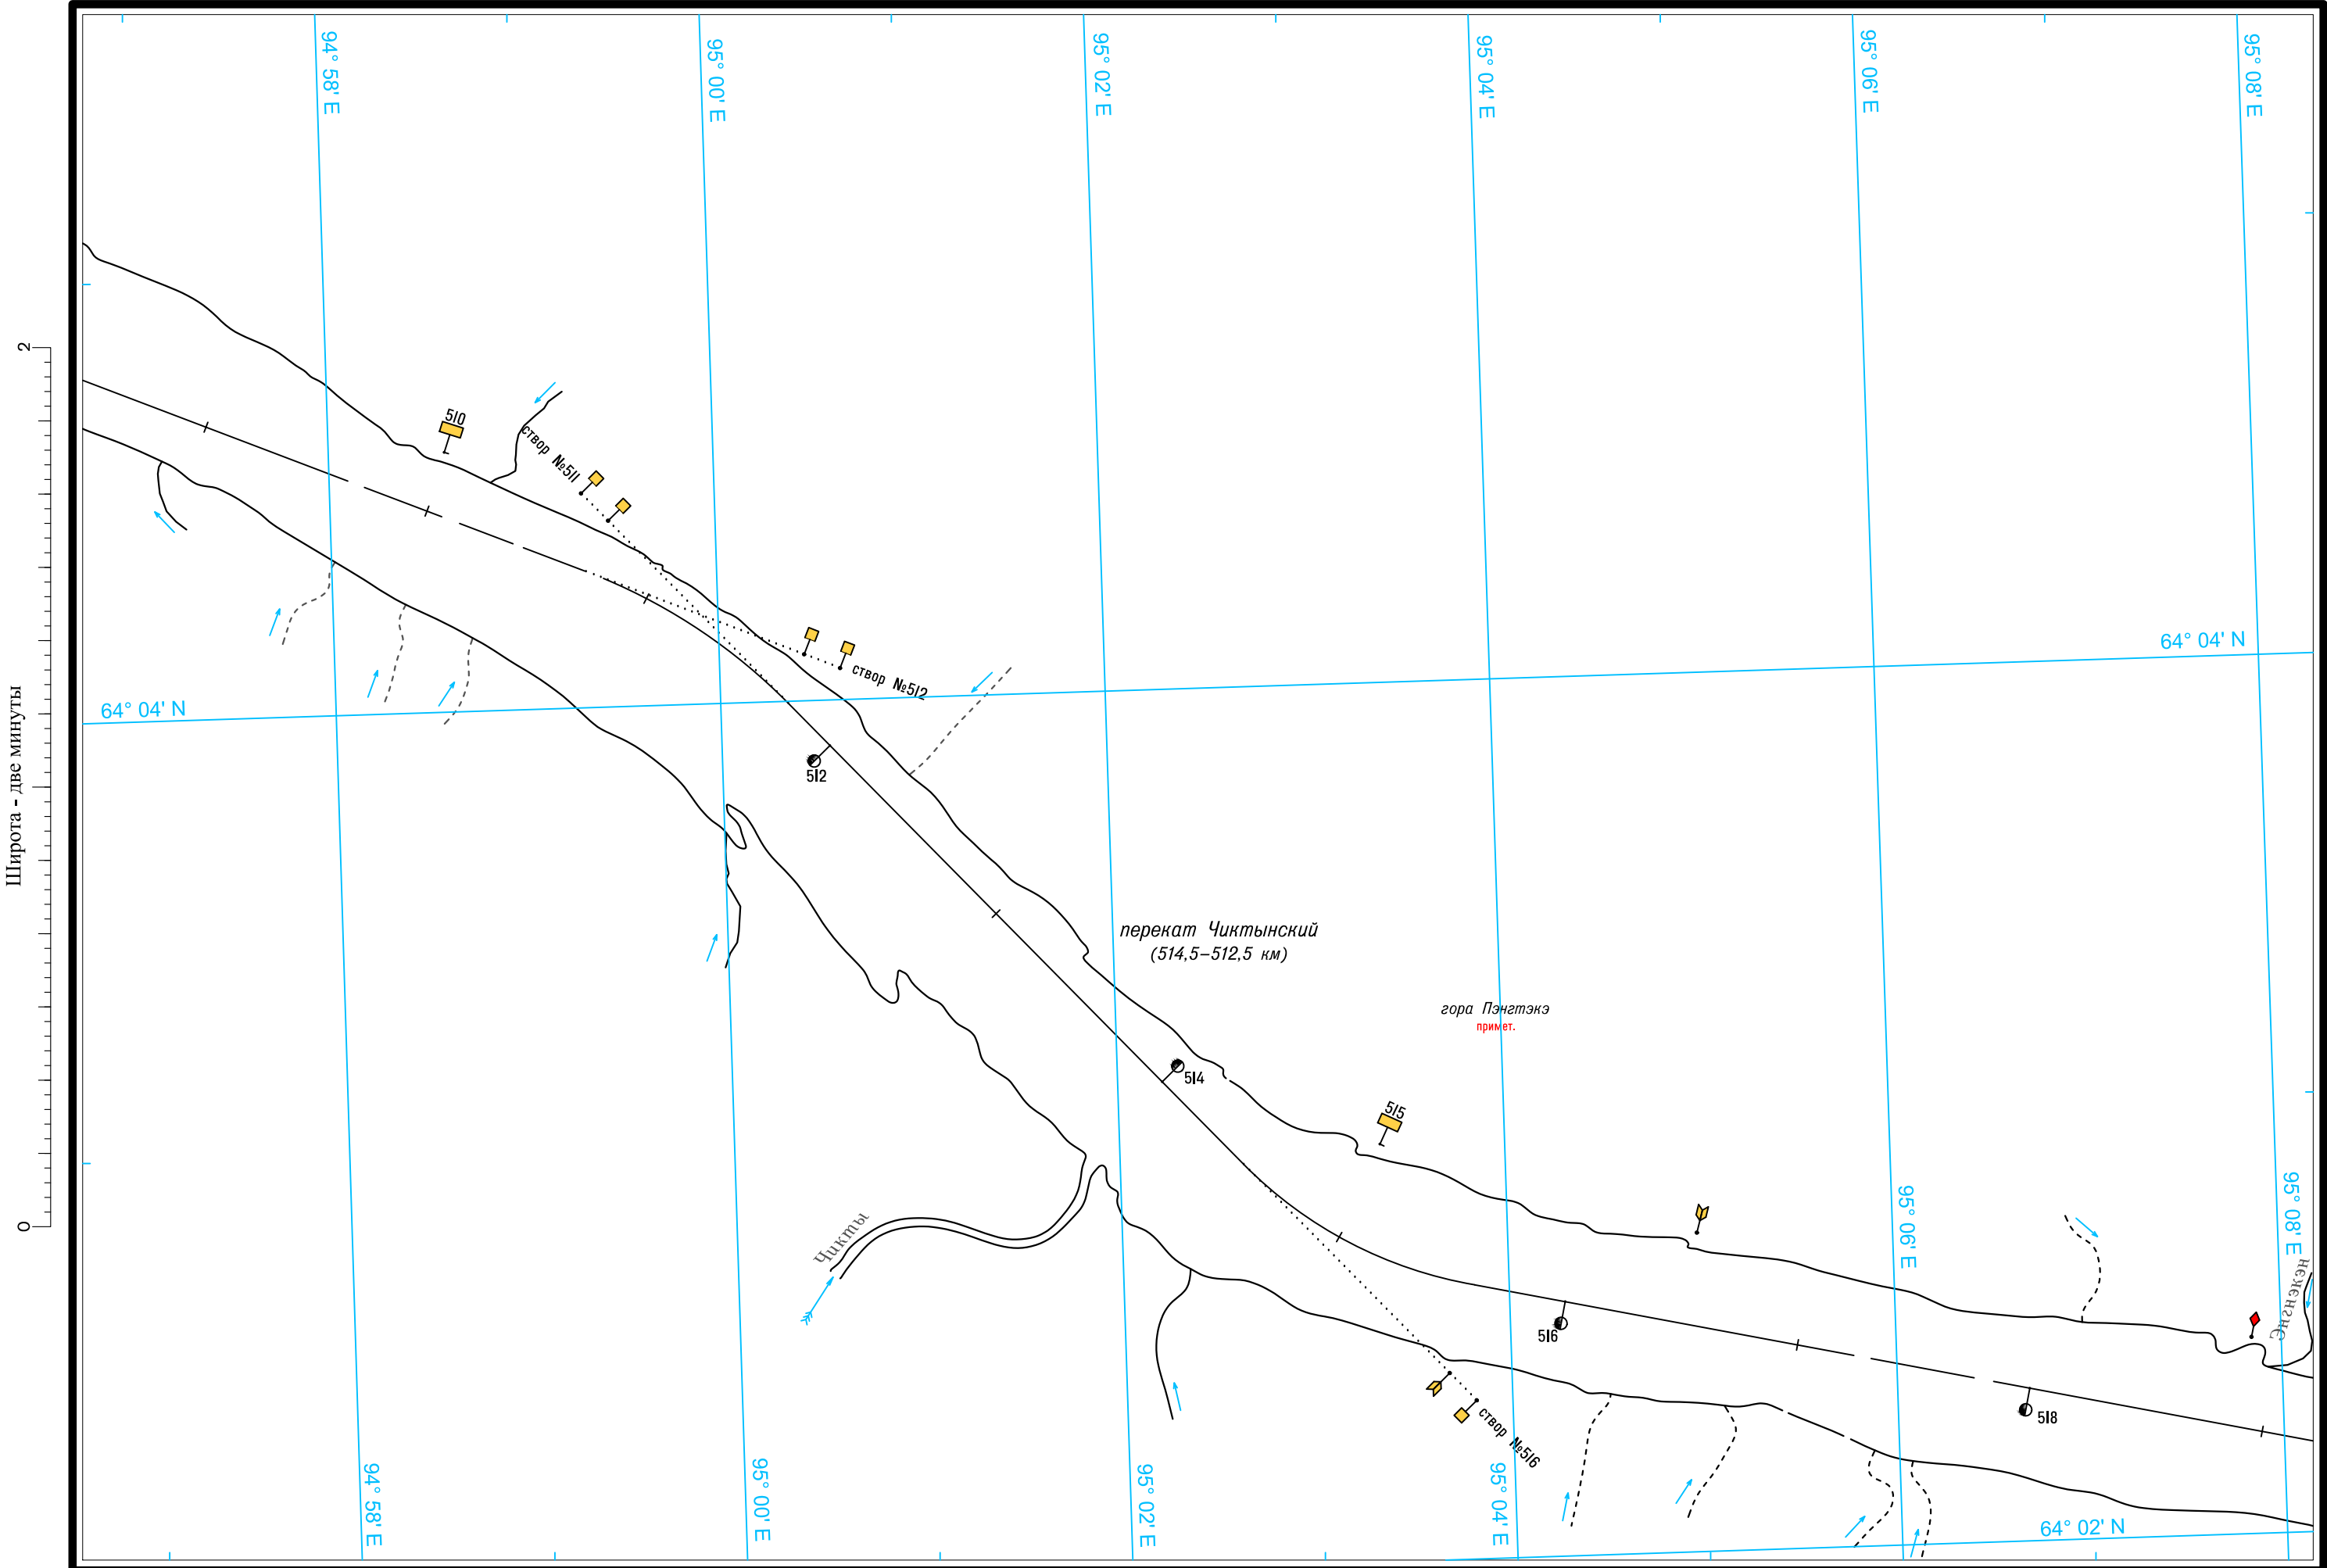 94° 58' E
95° 00' E
95° 02' E
95° 04' E
95° 06' E
95° 08' E
2
510
створ №511
створ №512
64° 04' N
64° 04' N
Широта - две минуты
512
перекат Чиктынский
(514,5-512,5 км)
гора Пэнгтэкэ
примет.
514
515
0
Чикты
95° 06' E
95° 08' E
Энгнэкэн
516
518
створ №516
94° 58' E
95° 00' E
95° 02' E
95° 04' E
64° 02' N